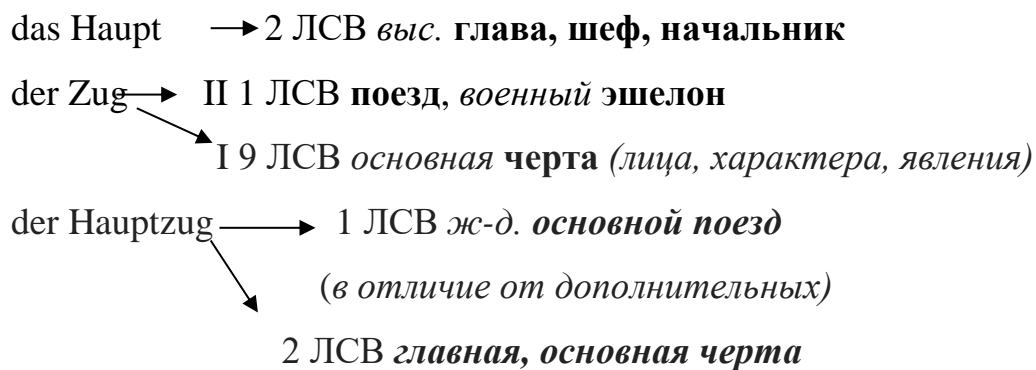 das Haupt 2 ЛСВ выс. глава, шеф, начальник
der Zug II 1 ЛСВ поезд, военный эшелон
I 9 ЛСВ основная черта (лица, характера, явления)
der Hauptzug 1 ЛСВ ж-д. основной поезд
(в отличие от дополнительных)
2 ЛСВ главная, основная черта